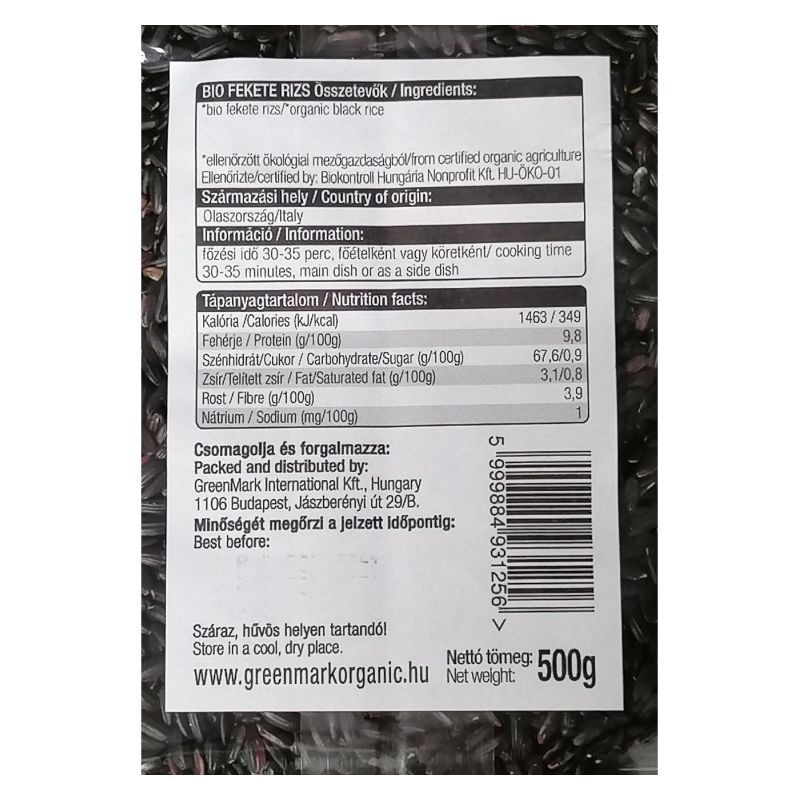 BIO FEKETE RIZS Összetevők / Ingredients:
*bio fekete rizs/*organic black rice
*ellenőrzött ökológiai mezőgazdaságból/from certified organic agriculture
Ellenőrizte/certified by: Biokontroll Hungária Nonprofit Kft. HU-ÖKO-01
Származási hely / Country of origin:
Olaszország/Italy
Információ / Information:
főzési idő 30-35 perc, főételként vagy köretként/ cooking time
30-35 minutes, main dish or as a side dish
Tápanyagtartalom / Nutrition facts:
Kalória /Calories (kJ/kcal) 1463 / 349
Fehérje / Protein (g/100g) 9,8
Szénhidrát/Cukor / Carbohydrate/Sugar (g/100g) 67,6/0,9
Zsír/Telített zsír / Fat/Saturated fat (g/100g) 3,1/0,8
Rost / Fibre (g/100g) 3,9
Nátrium / Sodium (mg/100g) 1
Csomagolja és forgalmazza:
Packed and distributed by:
GreenMark International Kft., Hungary
1106 Budapest, Jászberényi út 29/B.
Minőségét megőrzi a jelzett időpontig:
Best before:
5 999884 931256 >
Száraz, hűvös helyen tartandó!
Store in a cool, dry place.
www.greenmarkorganic.hu
Nettó tömeg: 500g
Net weight: